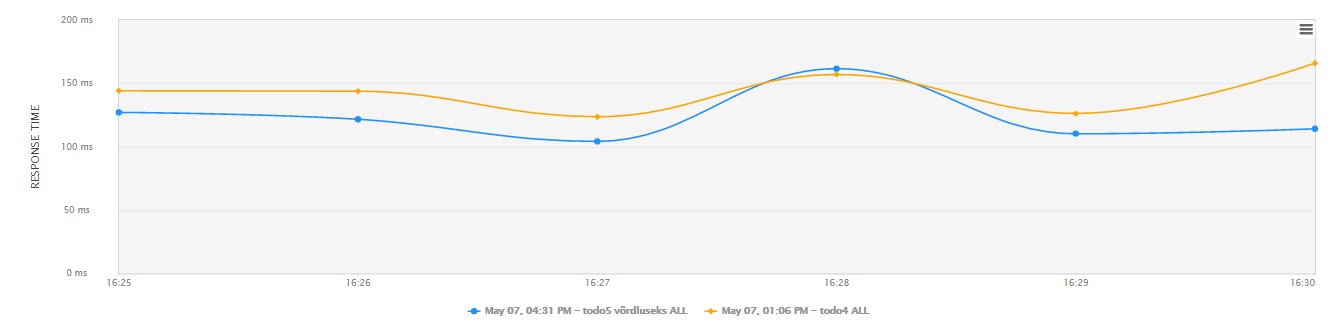 200 ms
150 ms
100 ms
50 ms
0 ms
RESPONSE TIME
16:25 16:26 16:27 16:28 16:29 16:30
May 07, 04:31 PM – todo5 võrdluseks ALL May 07, 01:06 PM – todo4 ALL